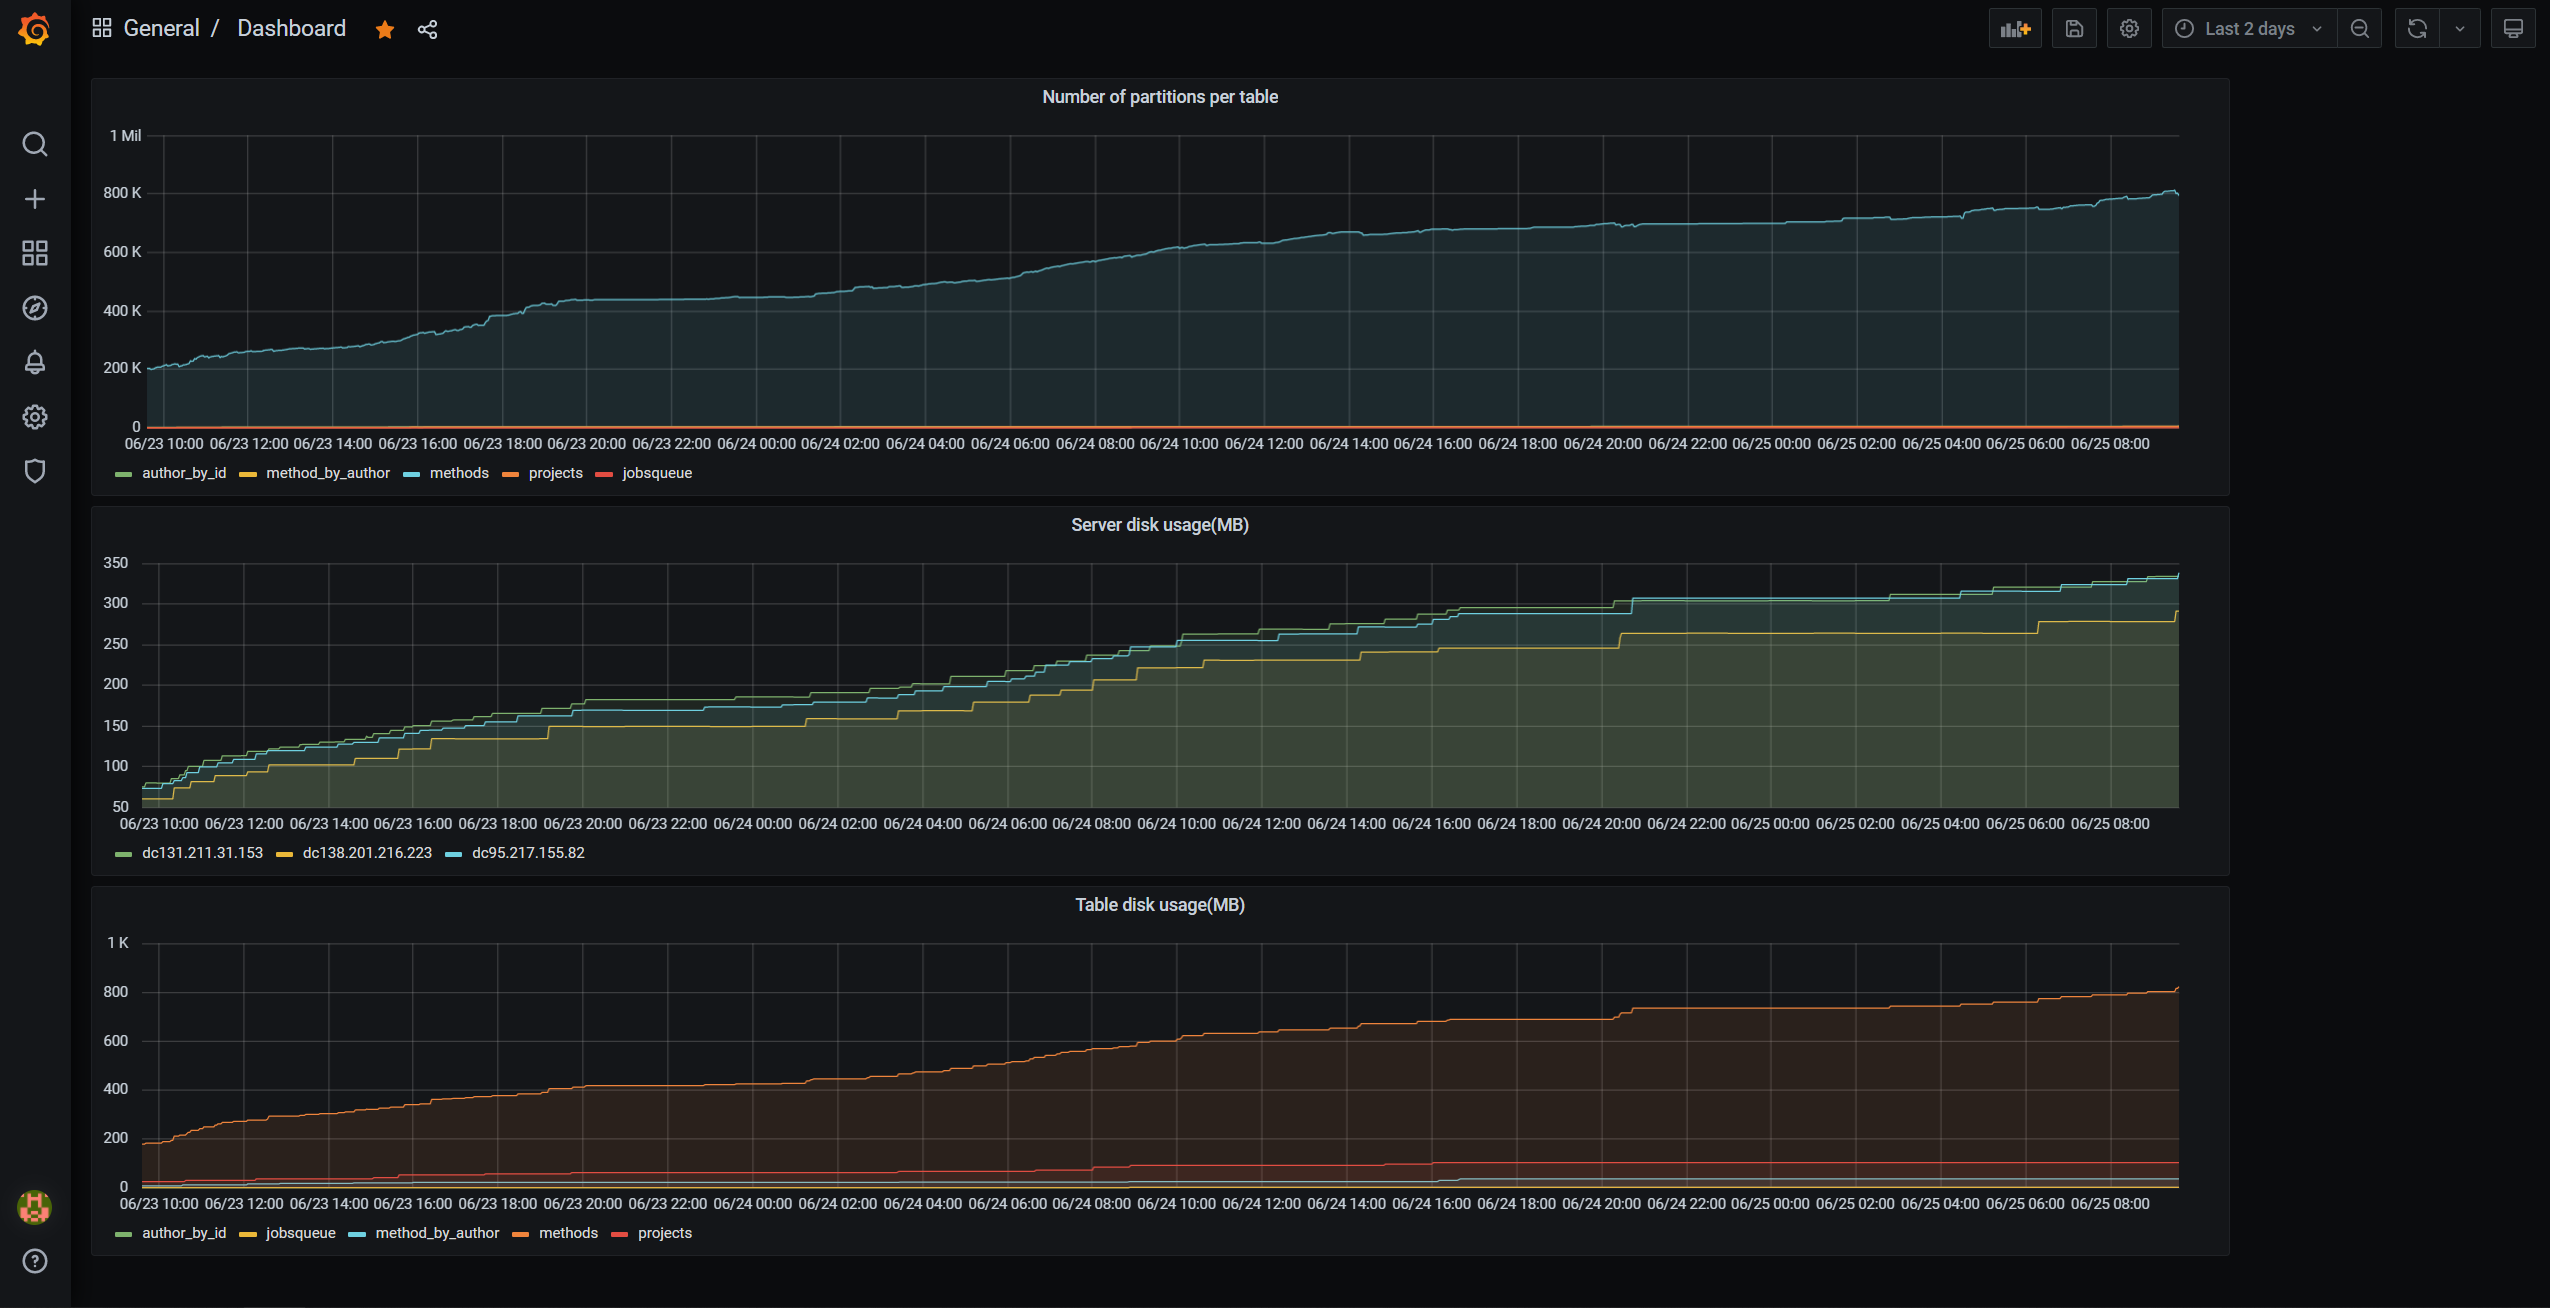 General / Dashboard
Last 2 days
Number of partitions per table
1 Mil
800 K
600 K
400 K
200 K
0
06/23 10:00 06/23 12:00 06/23 14:00 06/23 16:00 06/23 18:00 06/23 20:00 06/23 22:00 06/24 00:00 06/24 02:00 06/24 04:00 06/24 06:00 06/24 08:00 06/24 10:00 06/24 12:00 06/24 14:00 06/24 16:00 06/24 18:00 06/24 20:00 06/24 22:00 06/25 00:00 06/25 02:00 06/25 04:00 06/25 06:00 06/25 08:00
author_by_id method_by_author methods projects jobsqueue
Server disk usage(MB)
350
300
250
200
150
100
50
06/23 10:00 06/23 12:00 06/23 14:00 06/23 16:00 06/23 18:00 06/23 20:00 06/23 22:00 06/24 00:00 06/24 02:00 06/24 04:00 06/24 06:00 06/24 08:00 06/24 10:00 06/24 12:00 06/24 14:00 06/24 16:00 06/24 18:00 06/24 20:00 06/24 22:00 06/25 00:00 06/25 02:00 06/25 04:00 06/25 06:00 06/25 08:00
dc131.211.31.153 dc138.201.216.223 dc95.217.155.82
Table disk usage(MB)
1 K
800
600
400
200
0
06/23 10:00 06/23 12:00 06/23 14:00 06/23 16:00 06/23 18:00 06/23 20:00 06/23 22:00 06/24 00:00 06/24 02:00 06/24 04:00 06/24 06:00 06/24 08:00 06/24 10:00 06/24 12:00 06/24 14:00 06/24 16:00 06/24 18:00 06/24 20:00 06/24 22:00 06/25 00:00 06/25 02:00 06/25 04:00 06/25 06:00 06/25 08:00
author_by_id jobsqueue method_by_author methods projects